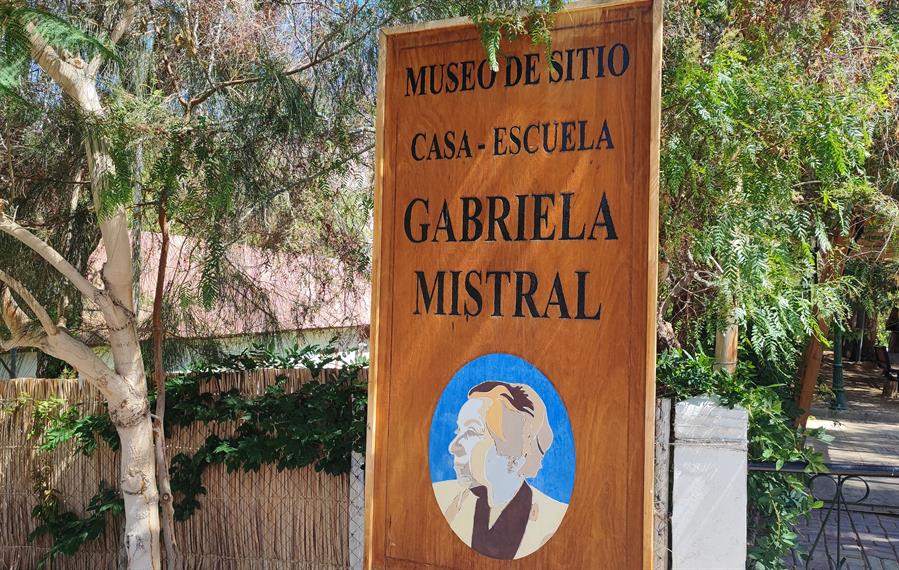 MUSEO DE SITIO
CASA - ESCUELA
GABRIELA
MISTRAL